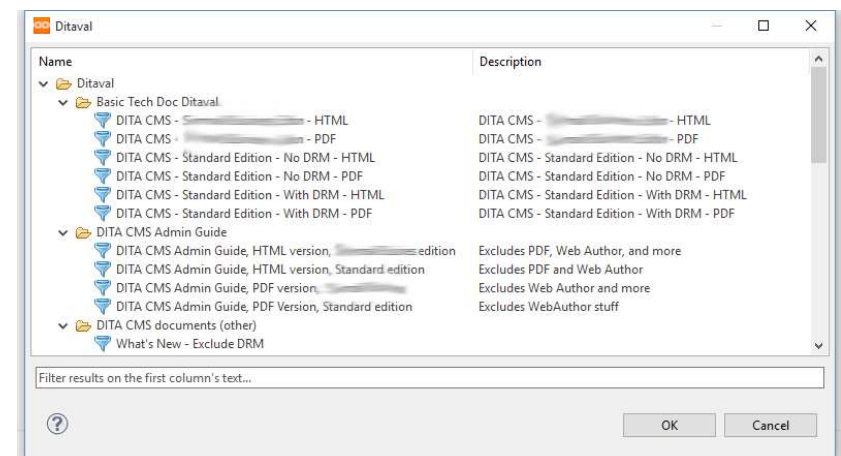 Ditaval
Name Description
Ditaval
Basic Tech Doc Ditaval
DITA CMS - - HTML DITA CMS - - HTML
DITA CMS - - PDF DITA CMS - - PDF
DITA CMS - Standard Edition - No DRM - HTML DITA CMS - Standard Edition - No DRM - HTML
DITA CMS - Standard Edition - No DRM - PDF DITA CMS - Standard Edition - No DRM - PDF
DITA CMS - Standard Edition - With DRM - HTML DITA CMS - Standard Edition - With DRM - HTML
DITA CMS - Standard Edition - With DRM - PDF DITA CMS - Standard Edition - With DRM - PDF
DITA CMS Admin Guide
DITA CMS Admin Guide, HTML version, edition Excludes PDF, Web Author, and more
DITA CMS Admin Guide, HTML version, Standard edition Excludes PDF and Web Author
DITA CMS Admin Guide, PDF version, Excludes Web Author and more
DITA CMS Admin Guide, PDF Version, Standard edition Excludes WebAuthor stuff
DITA CMS documents (other)
What's New - Exclude DRM
Filter results on the first column's text...
? OK Cancel